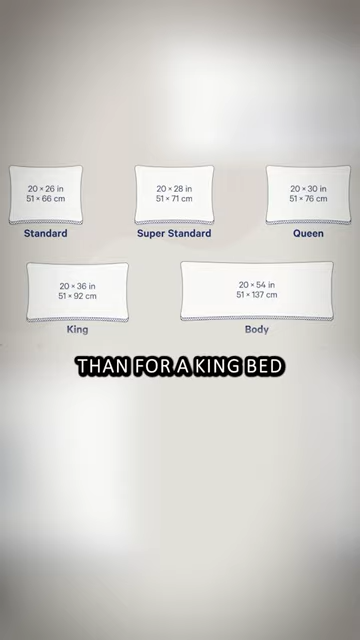 20 × 26 in
51 × 66 cm
Standard
20 × 28 in
51 × 71 cm
Super Standard
20 × 30 in
51 × 76 cm
Queen
20 × 36 in
51 × 92 cm
King
20 × 54 in
51 × 137 cm
Body
THAN FOR A KING BED